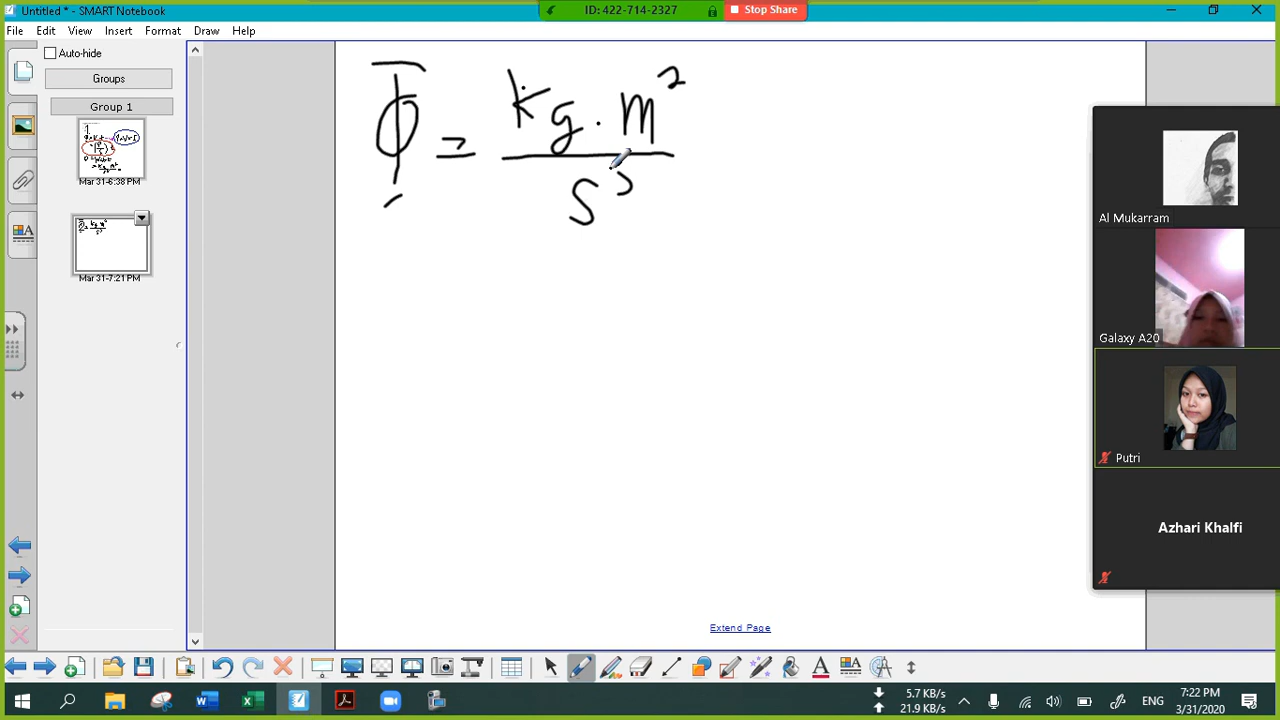 Untitled * - SMART Notebook
ID: 422-714-2327
Stop Share
File Edit View Insert Format Draw Help
Auto-hide
Groups
Group 1
Mar 31-6:38 PM
Mar 31-7:21 PM
Φ = kg . m²
s³
Al Mukarram
Galaxy A20
Putri
Azhari Khalfi
Extend Page
5.7 KB/s
21.9 KB/s
ENG
7:22 PM
3/31/2020